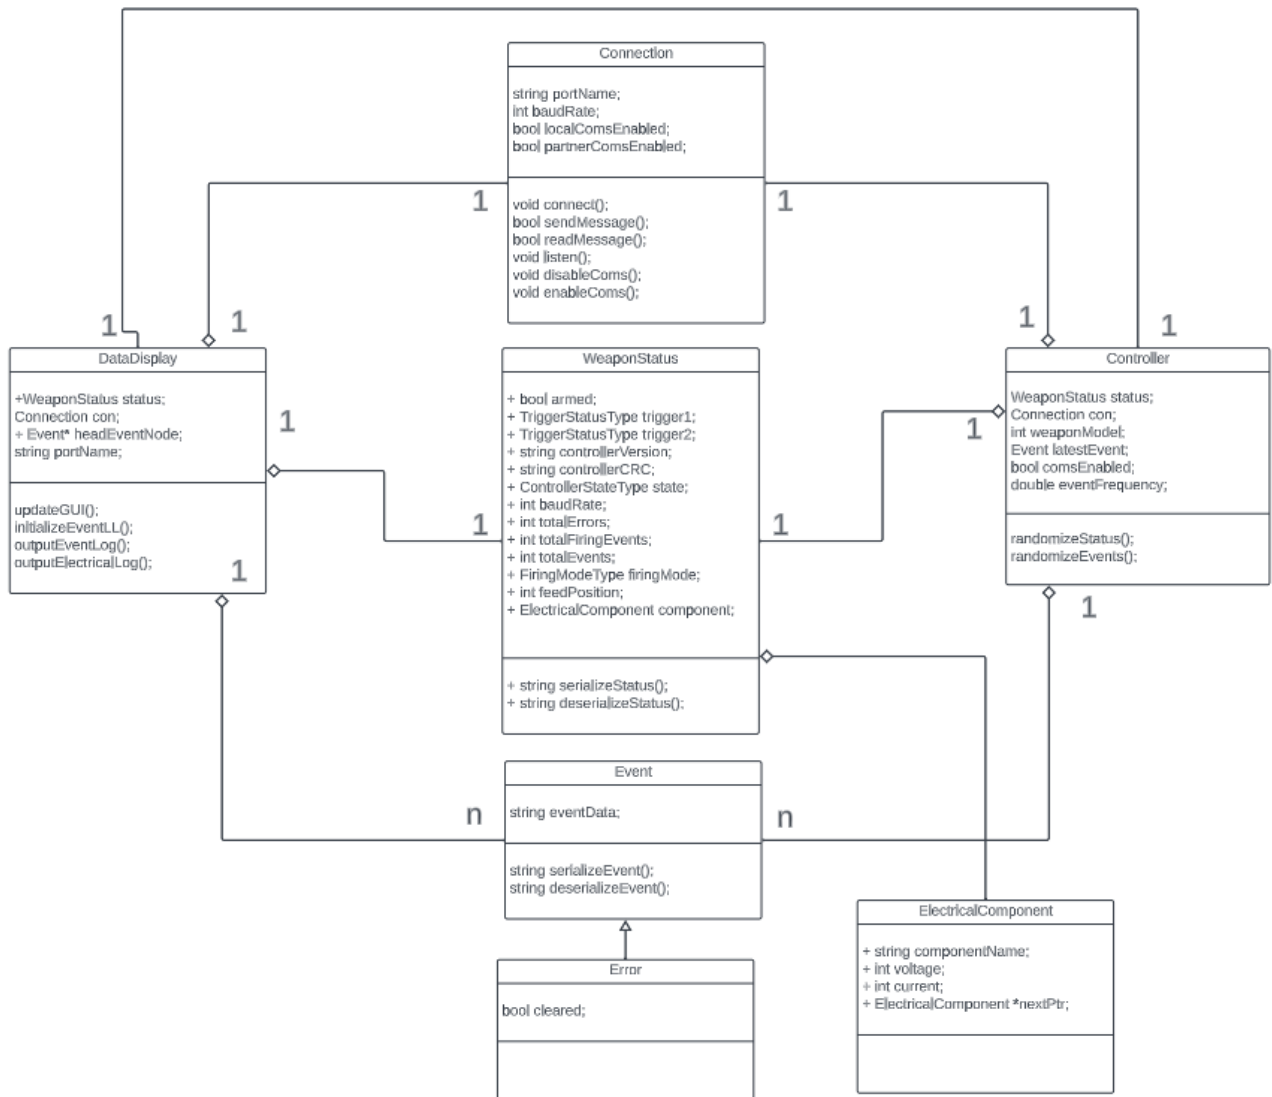 Connection
string portName;
int baudRate;
bool localComsEnabled;
bool partnerComsEnabled;
1
1
void connect();
bool sendMessage();
bool readMessage();
void listen();
void disableComs();
void enableComs();
1
1
1
1
DataDisplay
+WeaponStatus status;
Connection con;
+ Event* headEventNode;
string portName;
updateGUI();
initializeEventLL();
outputEventLog();
outputElectricalLog();
1
1
1
WeaponStatus
+ bool armed;
+ TriggerStatusType trigger1;
+ TriggerStatusType trigger2;
+ string controllerVersion;
+ string controllerCRC;
+ ControllerStateType state;
+ int baudRate;
+ int totalErrors;
+ int totalFiringEvents;
+ int totalEvents;
+ FiringModeType firingMode;
+ int feedPosition;
+ ElectricalComponent component;
+ string serializeStatus();
+ string deserializeStatus();
1
1
Controller
WeaponStatus status;
Connection con;
int weaponModel;
Event latestEvent;
bool comsEnabled;
double eventFrequency;
randomizeStatus();
randomizeEvents();
1
n
Event
string eventData;
string serializeEvent();
string deserializeEvent();
n
Error
bool cleared;
ElectricalComponent
+ string componentName;
+ int voltage;
+ int current;
+ ElectricalComponent *nextPtr;